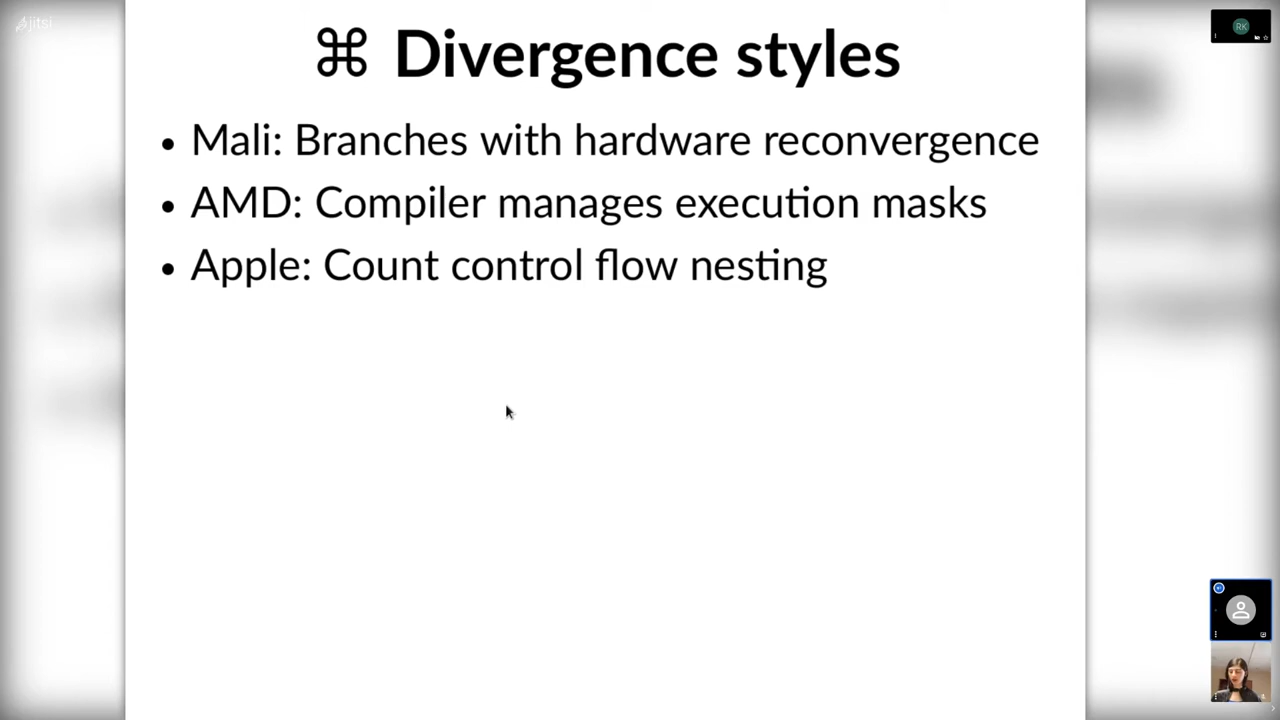 jitsi
RK
⌘ Divergence styles
• Mali: Branches with hardware reconvergence
• AMD: Compiler manages execution masks
• Apple: Count control flow nesting